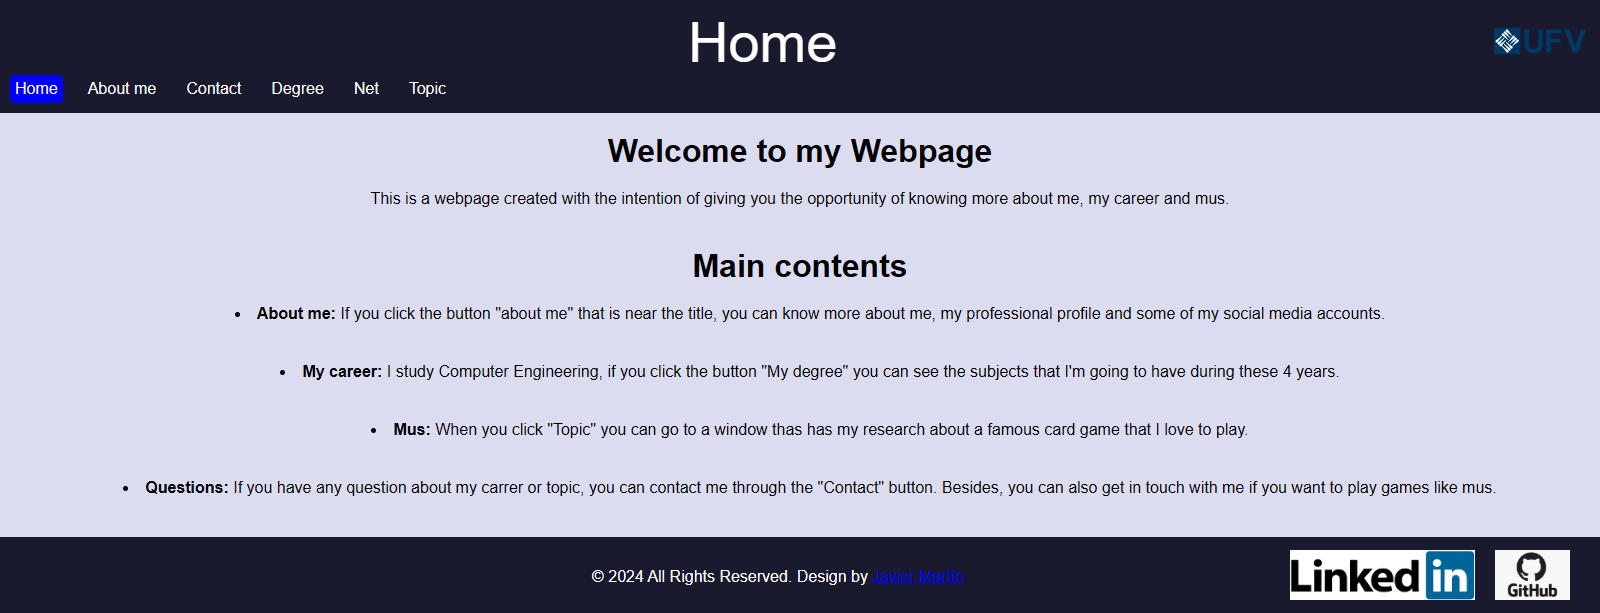 Home
UFV
Home About me Contact Degree Net Topic
Welcome to my Webpage
This is a webpage created with the intention of giving you the opportunity of knowing more about me, my career and mus.
Main contents
• About me: If you click the button "about me" that is near the title, you can know more about me, my professional profile and some of my social media accounts.
• My career: I study Computer Engineering, if you click the button "My degree" you can see the subjects that I'm going to have during these 4 years.
• Mus: When you click "Topic" you can go to a window thas has my research about a famous card game that I love to play.
• Questions: If you have any question about my carrer or topic, you can contact me through the "Contact" button. Besides, you can also get in touch with me if you want to play games like mus.
© 2024 All Rights Reserved. Design by Javier Martín
Linked in
GitHub